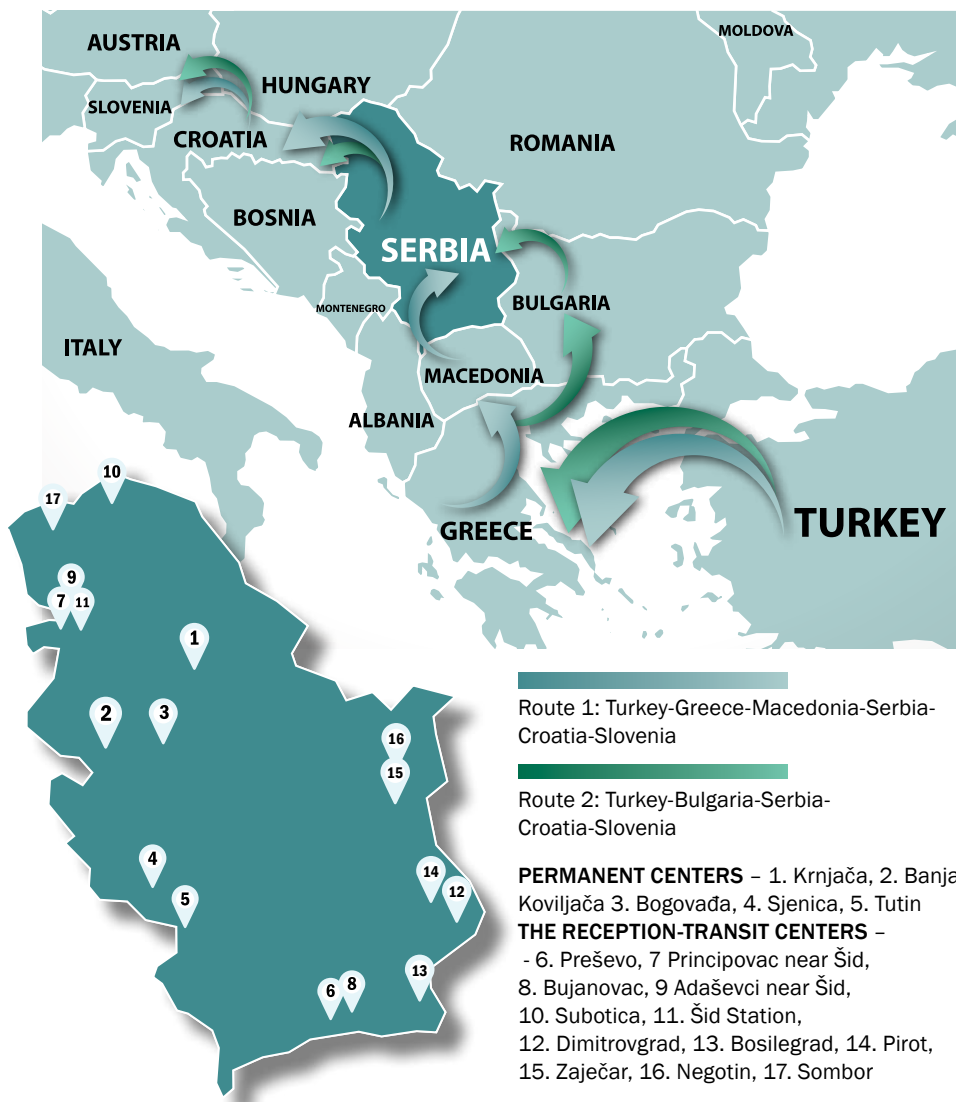 AUSTRIA
MOLDOVA
HUNGARY
SLOVENIA
CROATIA
ROMANIA
BOSNIA
SERBIA
MONTENEGRO
BULGARIA
ITALY
MACEDONIA
ALBANIA
GREECE
TURKEY
10
17
9
7
11
1
2
3
16
15
4
14
5
12
13
6
8
Route 1: Turkey-Greece-Macedonia-Serbia-
Croatia-Slovenia
Route 2: Turkey-Bulgaria-Serbia-
Croatia-Slovenia
PERMANENT CENTERS – 1. Krnjača, 2. Banja
Koviljača 3. Bogovađa, 4. Sjenica, 5. Tutin
THE RECEPTION-TRANSIT CENTERS –
- 6. Preševo, 7 Principovac near Šid,
8. Bujanovac, 9 Adaševci near Šid,
10. Subotica, 11. Šid Station,
12. Dimitrovgrad, 13. Bosilegrad, 14. Pirot,
15. Zaječar, 16. Negotin, 17. Sombor